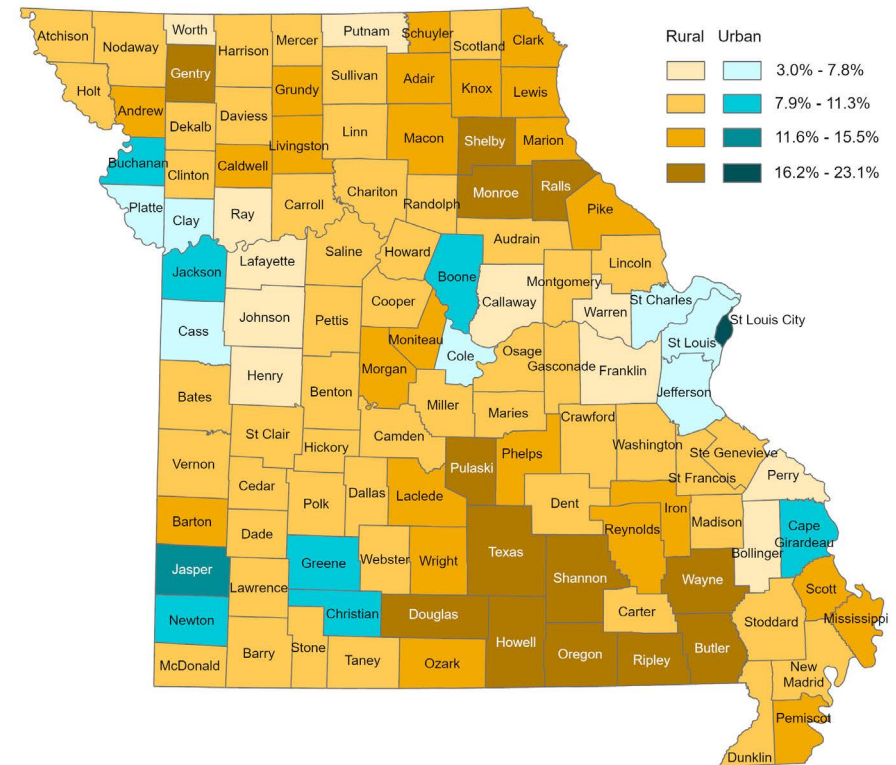 Rural Urban
3.0% - 7.8%
7.9% - 11.3%
11.6% - 15.5%
16.2% - 23.1%
Atchison
Nodaway
Worth
Harrison
Mercer
Putnam
Schuyler
Scotland
Clark
Holt
Gentry
Andrew
Dekalb
Daviess
Grundy
Sullivan
Adair
Knox
Lewis
Buchanan
Clinton
Caldwell
Livingston
Linn
Macon
Shelby
Marion
Platte
Clay
Ray
Carroll
Chariton
Randolph
Monroe
Ralls
Pike
Jackson
Lafayette
Saline
Howard
Boone
Audrain
Callaway
Montgomery
Lincoln
Warren
St Charles
St Louis City
St Louis
Cass
Johnson
Pettis
Cooper
Moniteau
Morgan
Cole
Osage
Gasconade
Franklin
Jefferson
Bates
Henry
Benton
Miller
Maries
Crawford
Washington
Ste Genevieve
St Francois
Perry
Vernon
St Clair
Hickory
Camden
Pulaski
Phelps
Dent
Iron
Madison
Bollinger
Cape
Girardeau
Barton
Cedar
Polk
Dallas
Laclede
Texas
Reynolds
Dade
Jasper
Lawrence
Greene
Webster
Wright
Shannon
Wayne
Scott
Mississippi
Newton
Christian
Douglas
Howell
Carter
Stoddard
McDonald
Barry
Stone
Taney
Ozark
Oregon
Ripley
Butler
New
Madrid
Pemiscot
Dunklin